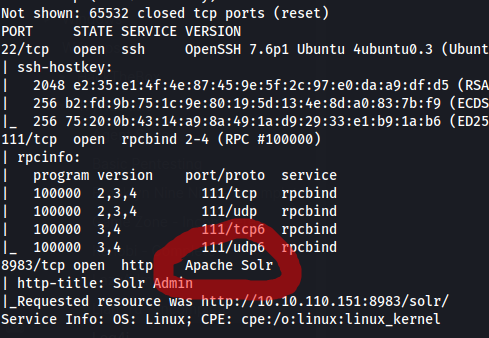 Not shown: 65532 closed tcp ports (reset)
PORT     STATE SERVICE VERSION
22/tcp   open  ssh     OpenSSH 7.6p1 Ubuntu 4ubuntu0.3 (Ubunt
| ssh-hostkey:
|   2048 e2:35:e1:4f:4e:87:45:9e:5f:2c:97:e0:da:a9:df:d5 (RSA
|   256 b2:fd:9b:75:1c:9e:80:19:5d:13:4e:8d:a0:83:7b:f9 (ECDS
|_  256 75:20:0b:43:14:a9:8a:49:1a:d9:29:33:e1:b9:1a:b6 (ED25
111/tcp  open  rpcbind 2-4 (RPC #100000)
| rpcinfo:
|   program version    port/proto  service
|   100000  2,3,4        111/tcp   rpcbind
|   100000  2,3,4        111/udp   rpcbind
|   100000  3,4          111/tcp6  rpcbind
|_  100000  3,4          111/udp6  rpcbind
8983/tcp open  http    Apache Solr
| http-title: Solr Admin
|_Requested resource was http://10.10.110.151:8983/solr/
Service Info: OS: Linux; CPE: cpe:/o:linux:linux_kernel